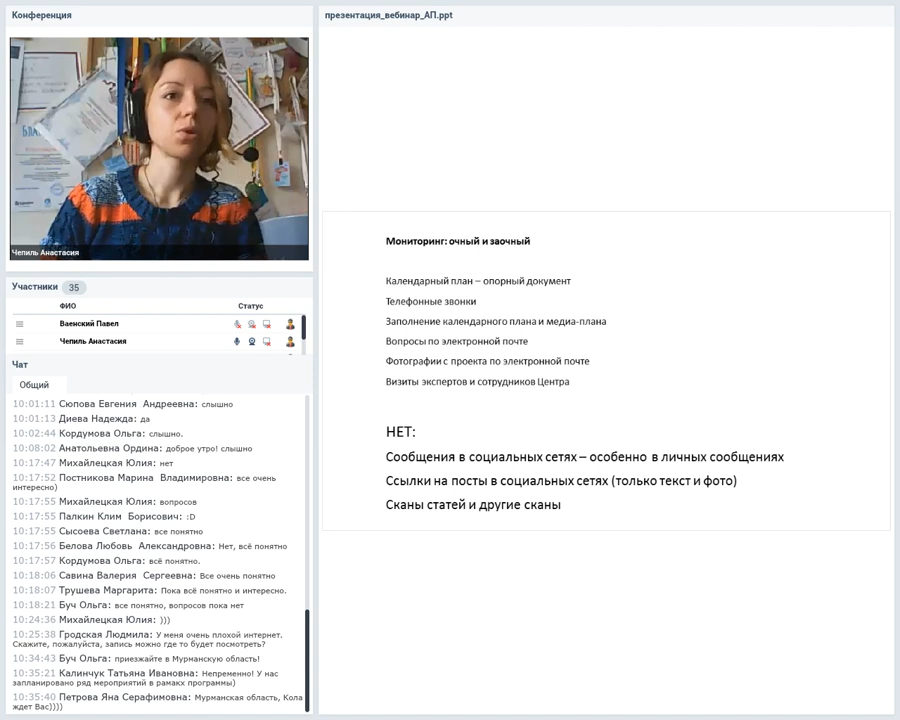 Конференция
БЛА
Чепиль Анастасия
Участники 35
ФИО Статус
Ваенский Павел
Чепиль Анастасия
Чат
Общий
10:01:11 Сюпова Евгения Андреевна: слышно
10:01:13 Диева Надежда: да
10:02:44 Кордумова Ольга: слышно.
10:08:02 Анатольевна Ордина: доброе утро! слышно
10:17:47 Михайлецкая Юлия: нет
10:17:52 Постникова Марина Владимировна: все очень
интересно)
10:17:55 Михайлецкая Юлия: вопросов
10:17:55 Палкин Клим Борисович: :D
10:17:55 Сысоева Светлана: все понятно
10:17:56 Белова Любовь Александровна: Нет, всё понятно
10:17:57 Кордумова Ольга: всё понятно.
10:18:06 Савина Валерия Сергеевна: Все очень понятно
10:18:07 Трушева Маргарита: Пока всё понятно и интересно.
10:18:21 Буч Ольга: все понятно, вопросов пока нет
10:24:36 Михайлецкая Юлия: )))
10:25:38 Гродская Людмила: У меня очень плохой интернет.
Скажите, пожалуйста, запись можно где то будет посмотреть?
10:34:43 Буч Ольга: приезжайте в Мурманскую область!
10:35:21 Калинчук Татьяна Ивановна: Непременно! У нас
запланировано ряд мероприятий в рамках программы)
10:35:40 Петрова Яна Серафимовна: Мурманская область, Кола
ждет Вас))))
презентация_вебинар_АП.ppt
Мониторинг: очный и заочный
Календарный план – опорный документ
Телефонные звонки
Заполнение календарного плана и медиа-плана
Вопросы по электронной почте
Фотографии с проекта по электронной почте
Визиты экспертов и сотрудников Центра
НЕТ:
Сообщения в социальных сетях – особенно в личных сообщениях
Ссылки на посты в социальных сетях (только текст и фото)
Сканы статей и другие сканы